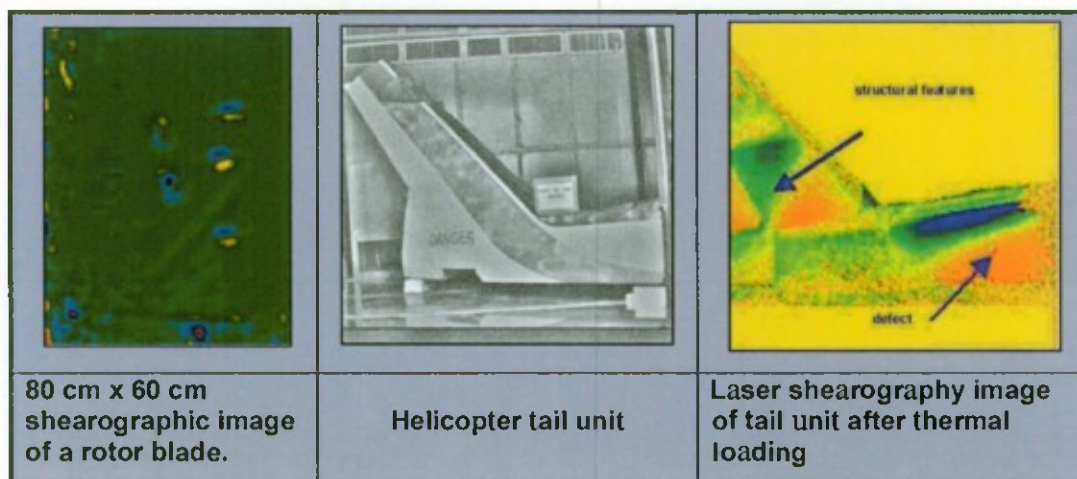 structural features
DANGER
defect
80 cm x 60 cm
shearographic image
of a rotor blade.
Helicopter tail unit
Laser shearography image
of tail unit after thermal
loading